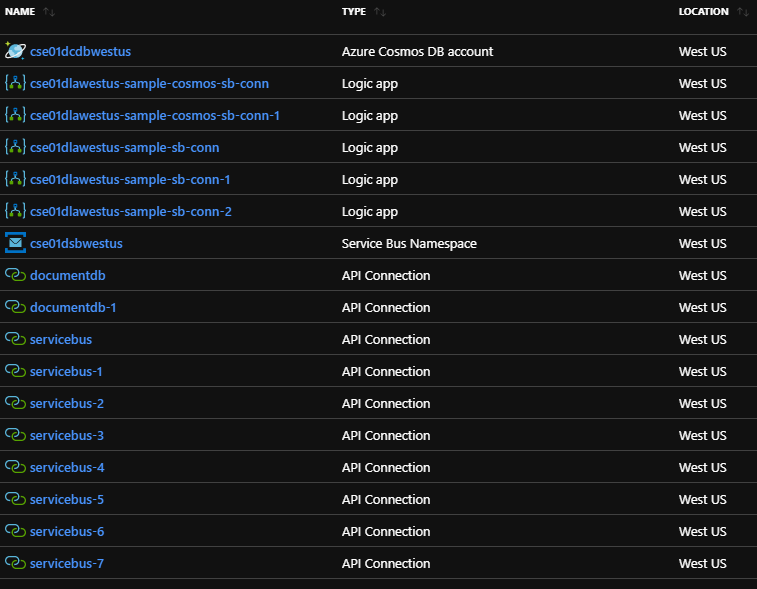 NAME TYPE LOCATION
cse01dcdbwestus Azure Cosmos DB account West US
cse01dlawestus-sample-cosmos-sb-conn Logic app West US
cse01dlawestus-sample-cosmos-sb-conn-1 Logic app West US
cse01dlawestus-sample-sb-conn Logic app West US
cse01dlawestus-sample-sb-conn-1 Logic app West US
cse01dlawestus-sample-sb-conn-2 Logic app West US
cse01dsbwestus Service Bus Namespace West US
documentdb API Connection West US
documentdb-1 API Connection West US
servicebus API Connection West US
servicebus-1 API Connection West US
servicebus-2 API Connection West US
servicebus-3 API Connection West US
servicebus-4 API Connection West US
servicebus-5 API Connection West US
servicebus-6 API Connection West US
servicebus-7 API Connection West US